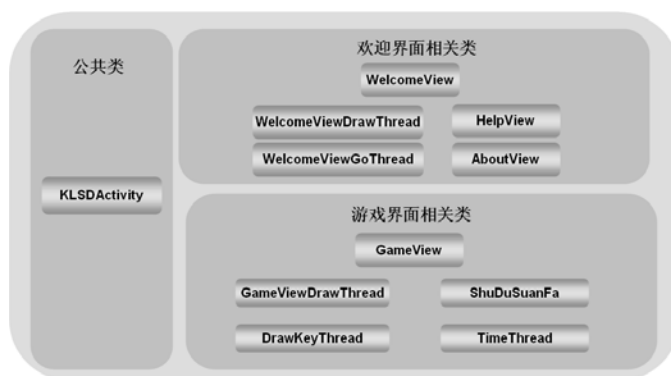 公共类
KLSDActivity
欢迎界面相关类
WelcomeView
WelcomeViewDrawThread
HelpView
WelcomeViewGoThread
AboutView
游戏界面相关类
GameView
GameViewDrawThread
ShuDuSuanFa
DrawKeyThread
TimeThread